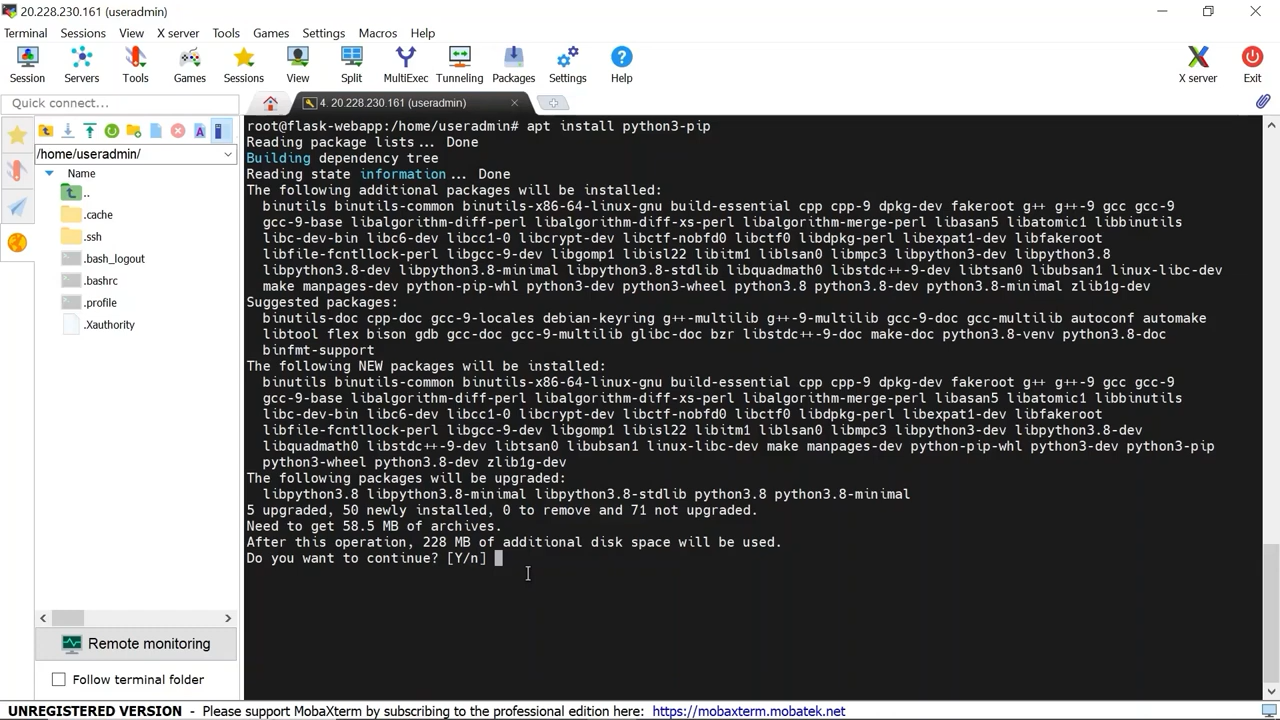 20.228.230.161 (useradmin)
Terminal Sessions View X server Tools Games Settings Macros Help
Session Servers Tools Games Sessions View Split MultiExec Tunneling Packages Settings Help X server Exit
Quick connect...
4. 20.228.230.161 (useradmin)
/home/useradmin/
Name
..
.cache
.ssh
.bash_logout
.bashrc
.profile
.Xauthority
Remote monitoring
Follow terminal folder
root@flask-webapp:/home/useradmin# apt install python3-pip
Reading package lists... Done
Building dependency tree
Reading state information... Done
The following additional packages will be installed:
binutils binutils-common binutils-x86-64-linux-gnu build-essential cpp cpp-9 dpkg-dev fakeroot g++ g++-9 gcc gcc-9
gcc-9-base libalgorithm-diff-perl libalgorithm-diff-xs-perl libalgorithm-merge-perl libasan5 libatomic1 libbinutils
libc-dev-bin libc6-dev libcc1-0 libcrypt-dev libctf-nobfd0 libctf0 libdpkg-perl libexpat1-dev libfakeroot
libfile-fcntllock-perl libgcc-9-dev libgomp1 libisl22 libitm1 liblsan0 libmpc3 libpython3-dev libpython3.8
libpython3.8-dev libpython3.8-minimal libpython3.8-stdlib libquadmath0 libstdc++-9-dev libtsan0 libubsan1 linux-libc-dev
make manpages-dev python-pip-whl python3-dev python3-wheel python3.8 python3.8-dev python3.8-minimal zlib1g-dev
Suggested packages:
binutils-doc cpp-doc gcc-9-locales debian-keyring g++-multilib g++-9-multilib gcc-9-doc gcc-multilib autoconf automake
libtool flex bison gdb gcc-doc gcc-9-multilib glibc-doc bzr libstdc++-9-doc make-doc python3.8-venv python3.8-doc
binfmt-support
The following NEW packages will be installed:
binutils binutils-common binutils-x86-64-linux-gnu build-essential cpp cpp-9 dpkg-dev fakeroot g++ g++-9 gcc gcc-9
gcc-9-base libalgorithm-diff-perl libalgorithm-diff-xs-perl libalgorithm-merge-perl libasan5 libatomic1 libbinutils
libc-dev-bin libc6-dev libcc1-0 libcrypt-dev libctf-nobfd0 libctf0 libdpkg-perl libexpat1-dev libfakeroot
libfile-fcntllock-perl libgcc-9-dev libgomp1 libisl22 libitm1 liblsan0 libmpc3 libpython3-dev libpython3.8-dev
libquadmath0 libstdc++-9-dev libtsan0 libubsan1 linux-libc-dev make manpages-dev python-pip-whl python3-dev python3-pip
python3-wheel python3.8-dev zlib1g-dev
The following packages will be upgraded:
libpython3.8 libpython3.8-minimal libpython3.8-stdlib python3.8 python3.8-minimal
5 upgraded, 50 newly installed, 0 to remove and 71 not upgraded.
Need to get 58.5 MB of archives.
After this operation, 228 MB of additional disk space will be used.
Do you want to continue? [Y/n]
UNREGISTERED VERSION - Please support MobaXterm by subscribing to the professional edition here: https://mobaxterm.mobatek.net